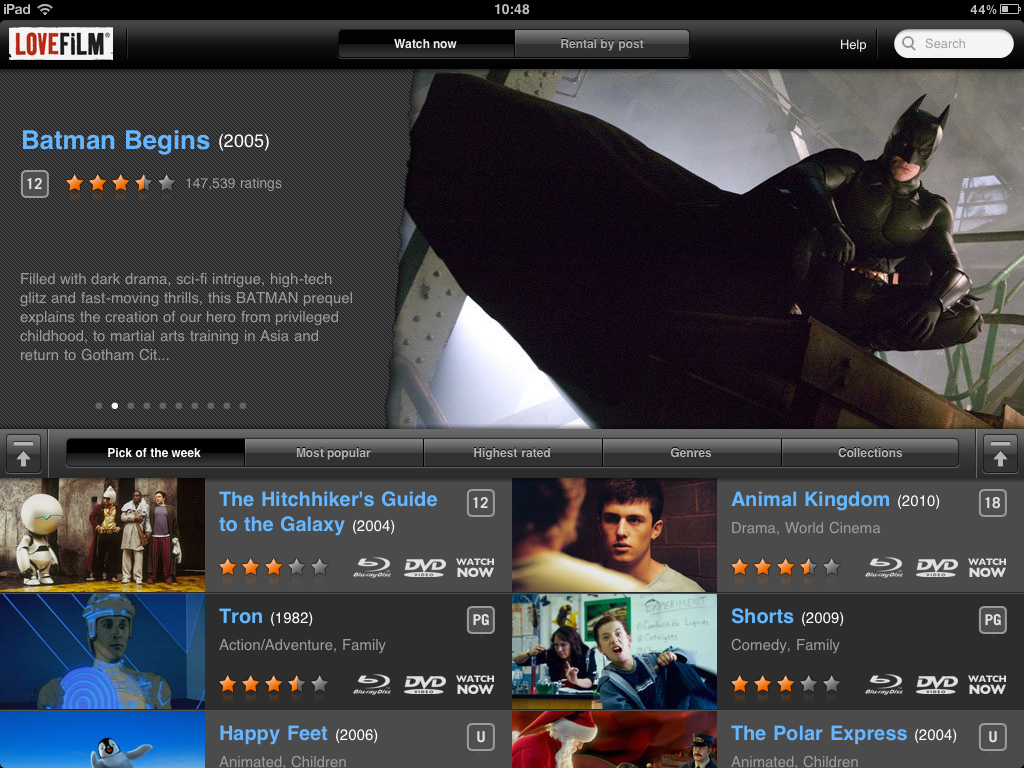 iPad 10:48 44%
LOVEFiLM®
Watch now
Rental by post
Help
Search
Batman Begins (2005)
12 147,539 ratings
Filled with dark drama, sci-fi intrigue, high-tech
glitz and fast-moving thrills, this BATMAN prequel
explains the creation of our hero from privileged
childhood, to martial arts training in Asia and
return to Gotham Cit...
Pick of the week
Most popular
Highest rated
Genres
Collections
The Hitchhiker's Guide
to the Galaxy (2004)
12
Blu-ray Disc DVD VIDEO WATCH
NOW
Animal Kingdom (2010)
18
Drama, World Cinema
Blu-ray Disc DVD VIDEO WATCH
NOW
Tron (1982)
PG
Action/Adventure, Family
Blu-ray Disc DVD VIDEO WATCH
NOW
EXPERIMENT
Shorts (2009)
PG
Comedy, Family
Blu-ray Disc DVD VIDEO WATCH
NOW
Happy Feet (2006)
U
Animated, Children
The Polar Express (2004)
U
Animated, Children